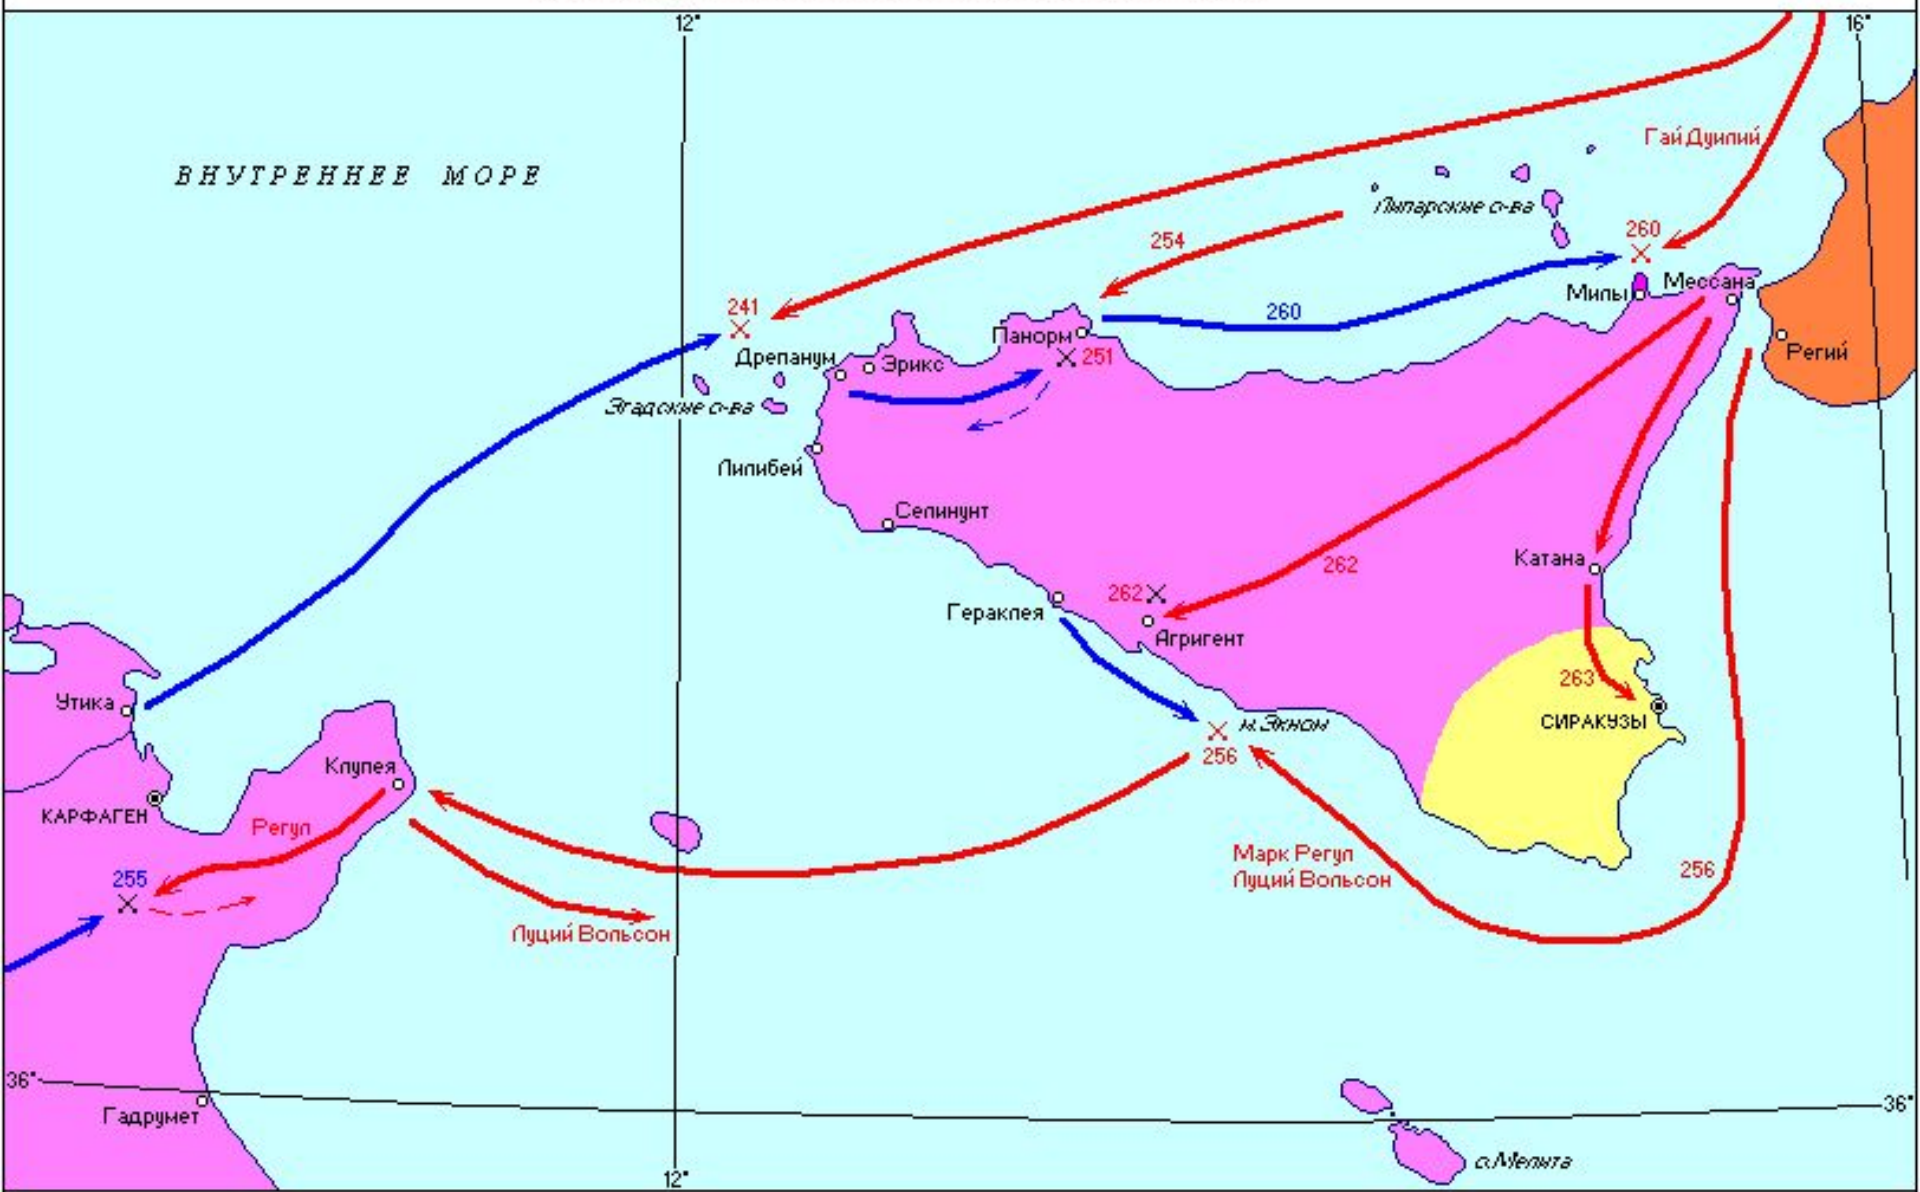 12°
16°
Гай Дуилий
ВНУТРЕННЕЕ МОРЕ
Липарские о-ва
254
260
Мессана
Милы
241
260
Панорм
251
Регий
Дрепанум
Эрикс
Эгадские о-ва
Лилибей
Селинунт
Катана
262
262
Гераклея
Агригент
263
СИРАКУЗЫ
Утика
м.Экном
256
Клупея
КАРФАГЕН
Регул
Марк Регул
Луций Вольсон
256
255
Луций Вольсон
36°
36°
Гадрумет
о.Мелита
12°